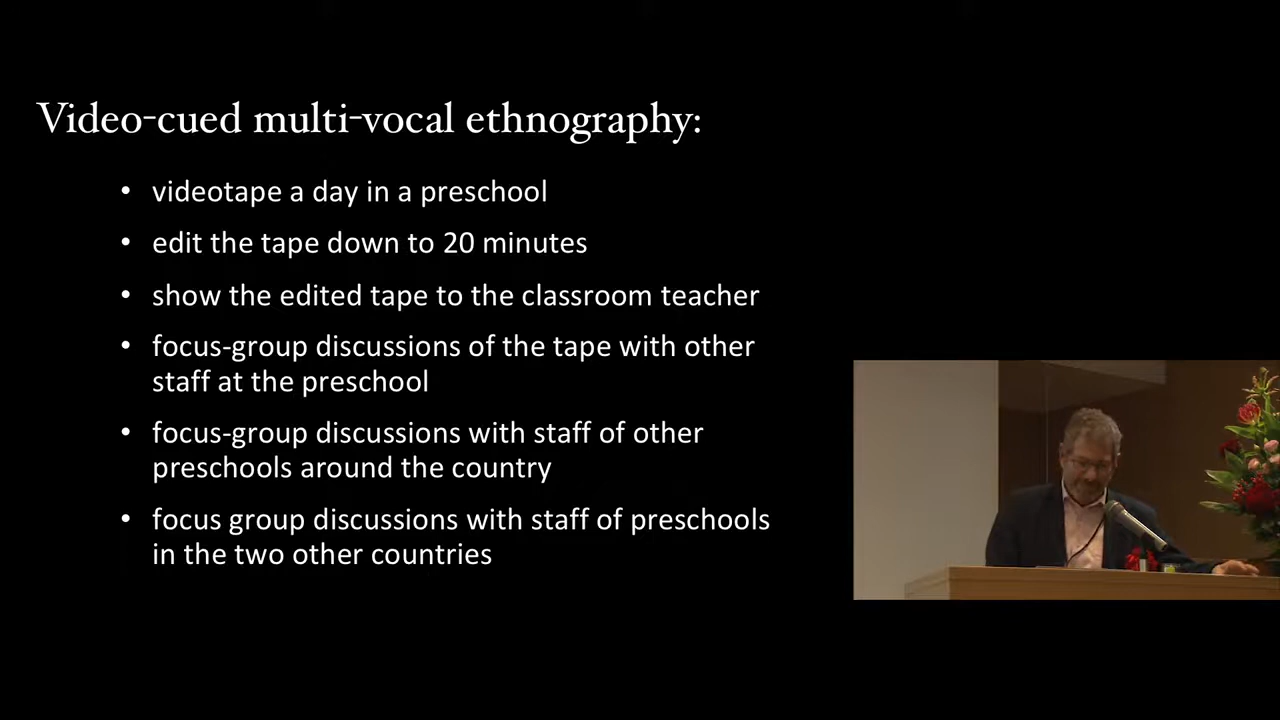 Video-cued multi-vocal ethnography:
• videotape a day in a preschool
• edit the tape down to 20 minutes
• show the edited tape to the classroom teacher
• focus-group discussions of the tape with other
staff at the preschool
• focus-group discussions with staff of other
preschools around the country
• focus group discussions with staff of preschools
in the two other countries